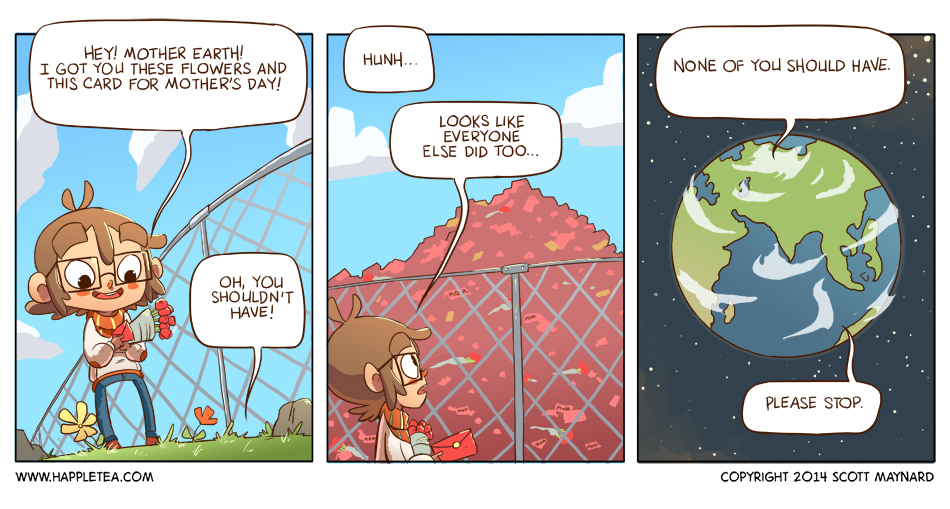 HEY! MOTHER EARTH!
I GOT YOU THESE FLOWERS AND
THIS CARD FOR MOTHER'S DAY!
OH, YOU
SHOULDN'T
HAVE!
HUNH...
LOOKS LIKE
EVERYONE
ELSE DID TOO...
NONE OF YOU SHOULD HAVE.
PLEASE STOP.
WWW.HAPPLETEA.COM
COPYRIGHT 2014 SCOTT MAYNARD